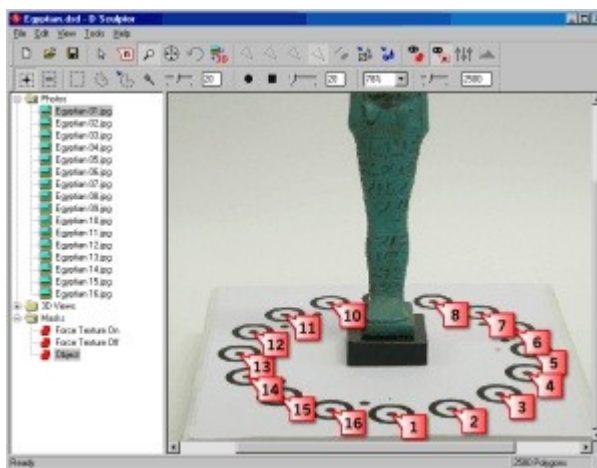 Egyptian.dsd - D Sculptor
File Edit View Tools Help
20 20 76% 2580
Photos
Egyptian 01.jpg
Egyptian 02.jpg
Egyptian 03.jpg
Egyptian 04.jpg
Egyptian 05.jpg
Egyptian 06.jpg
Egyptian 07.jpg
Egyptian 08.jpg
Egyptian 09.jpg
Egyptian 10.jpg
Egyptian 11.jpg
Egyptian 12.jpg
Egyptian 13.jpg
Egyptian 14.jpg
Egyptian 15.jpg
Egyptian 16.jpg
3D Views
Masks
Force Texture On
Force Texture Off
Object
10 8
11 7
12 6
13 5
14 4
15 3
16 1 2
Ready 2580 Polygons